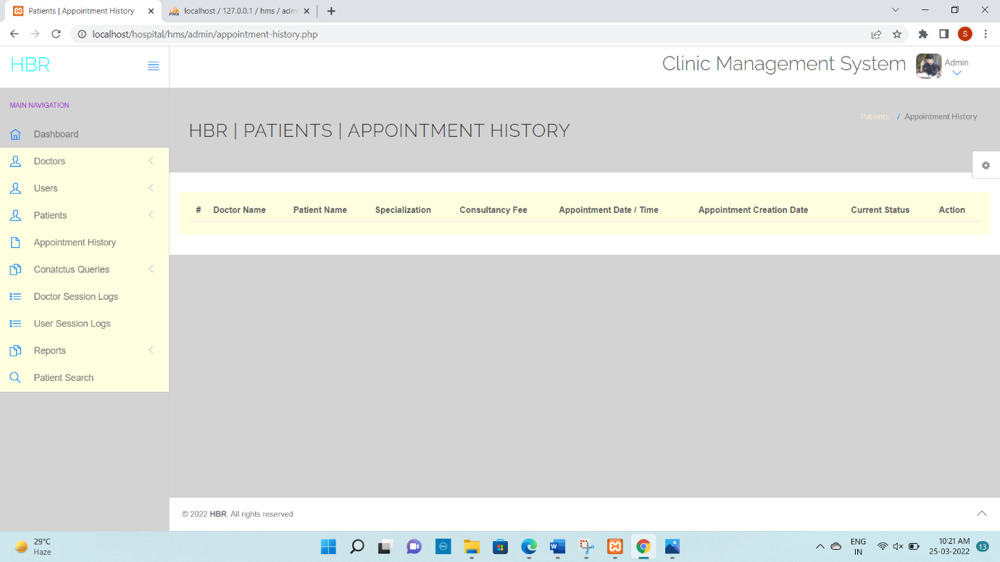 Patients | Appointment History
localhost / 127.0.0.1 / hms / adm
localhost/hospital/hms/admin/appointment-history.php
S
HBR
Clinic Management System
Admin
MAIN NAVIGATION
Dashboard
Doctors
Users
Patients
Appointment History
Conatctus Queries
Doctor Session Logs
User Session Logs
Reports
Patient Search
HBR | PATIENTS | APPOINTMENT HISTORY
Patients / Appointment History
# Doctor Name Patient Name Specialization Consultancy Fee Appointment Date / Time Appointment Creation Date Current Status Action
© 2022 HBR. All rights reserved
29°C
Haze
ENG
IN
10:21 AM
25-03-2022
13